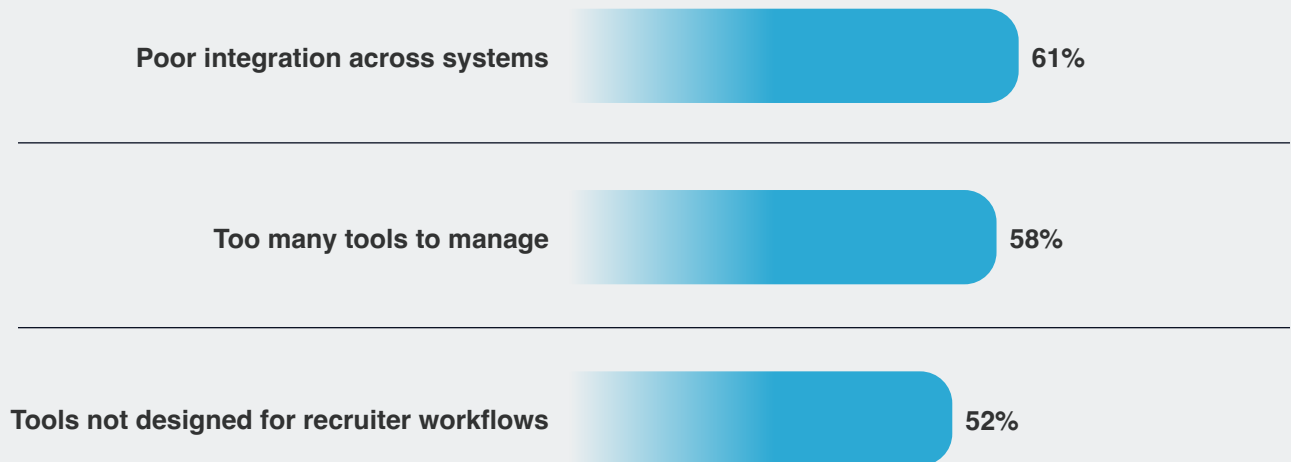 Poor integration across systems 61%
Too many tools to manage 58%
Tools not designed for recruiter workflows 52%